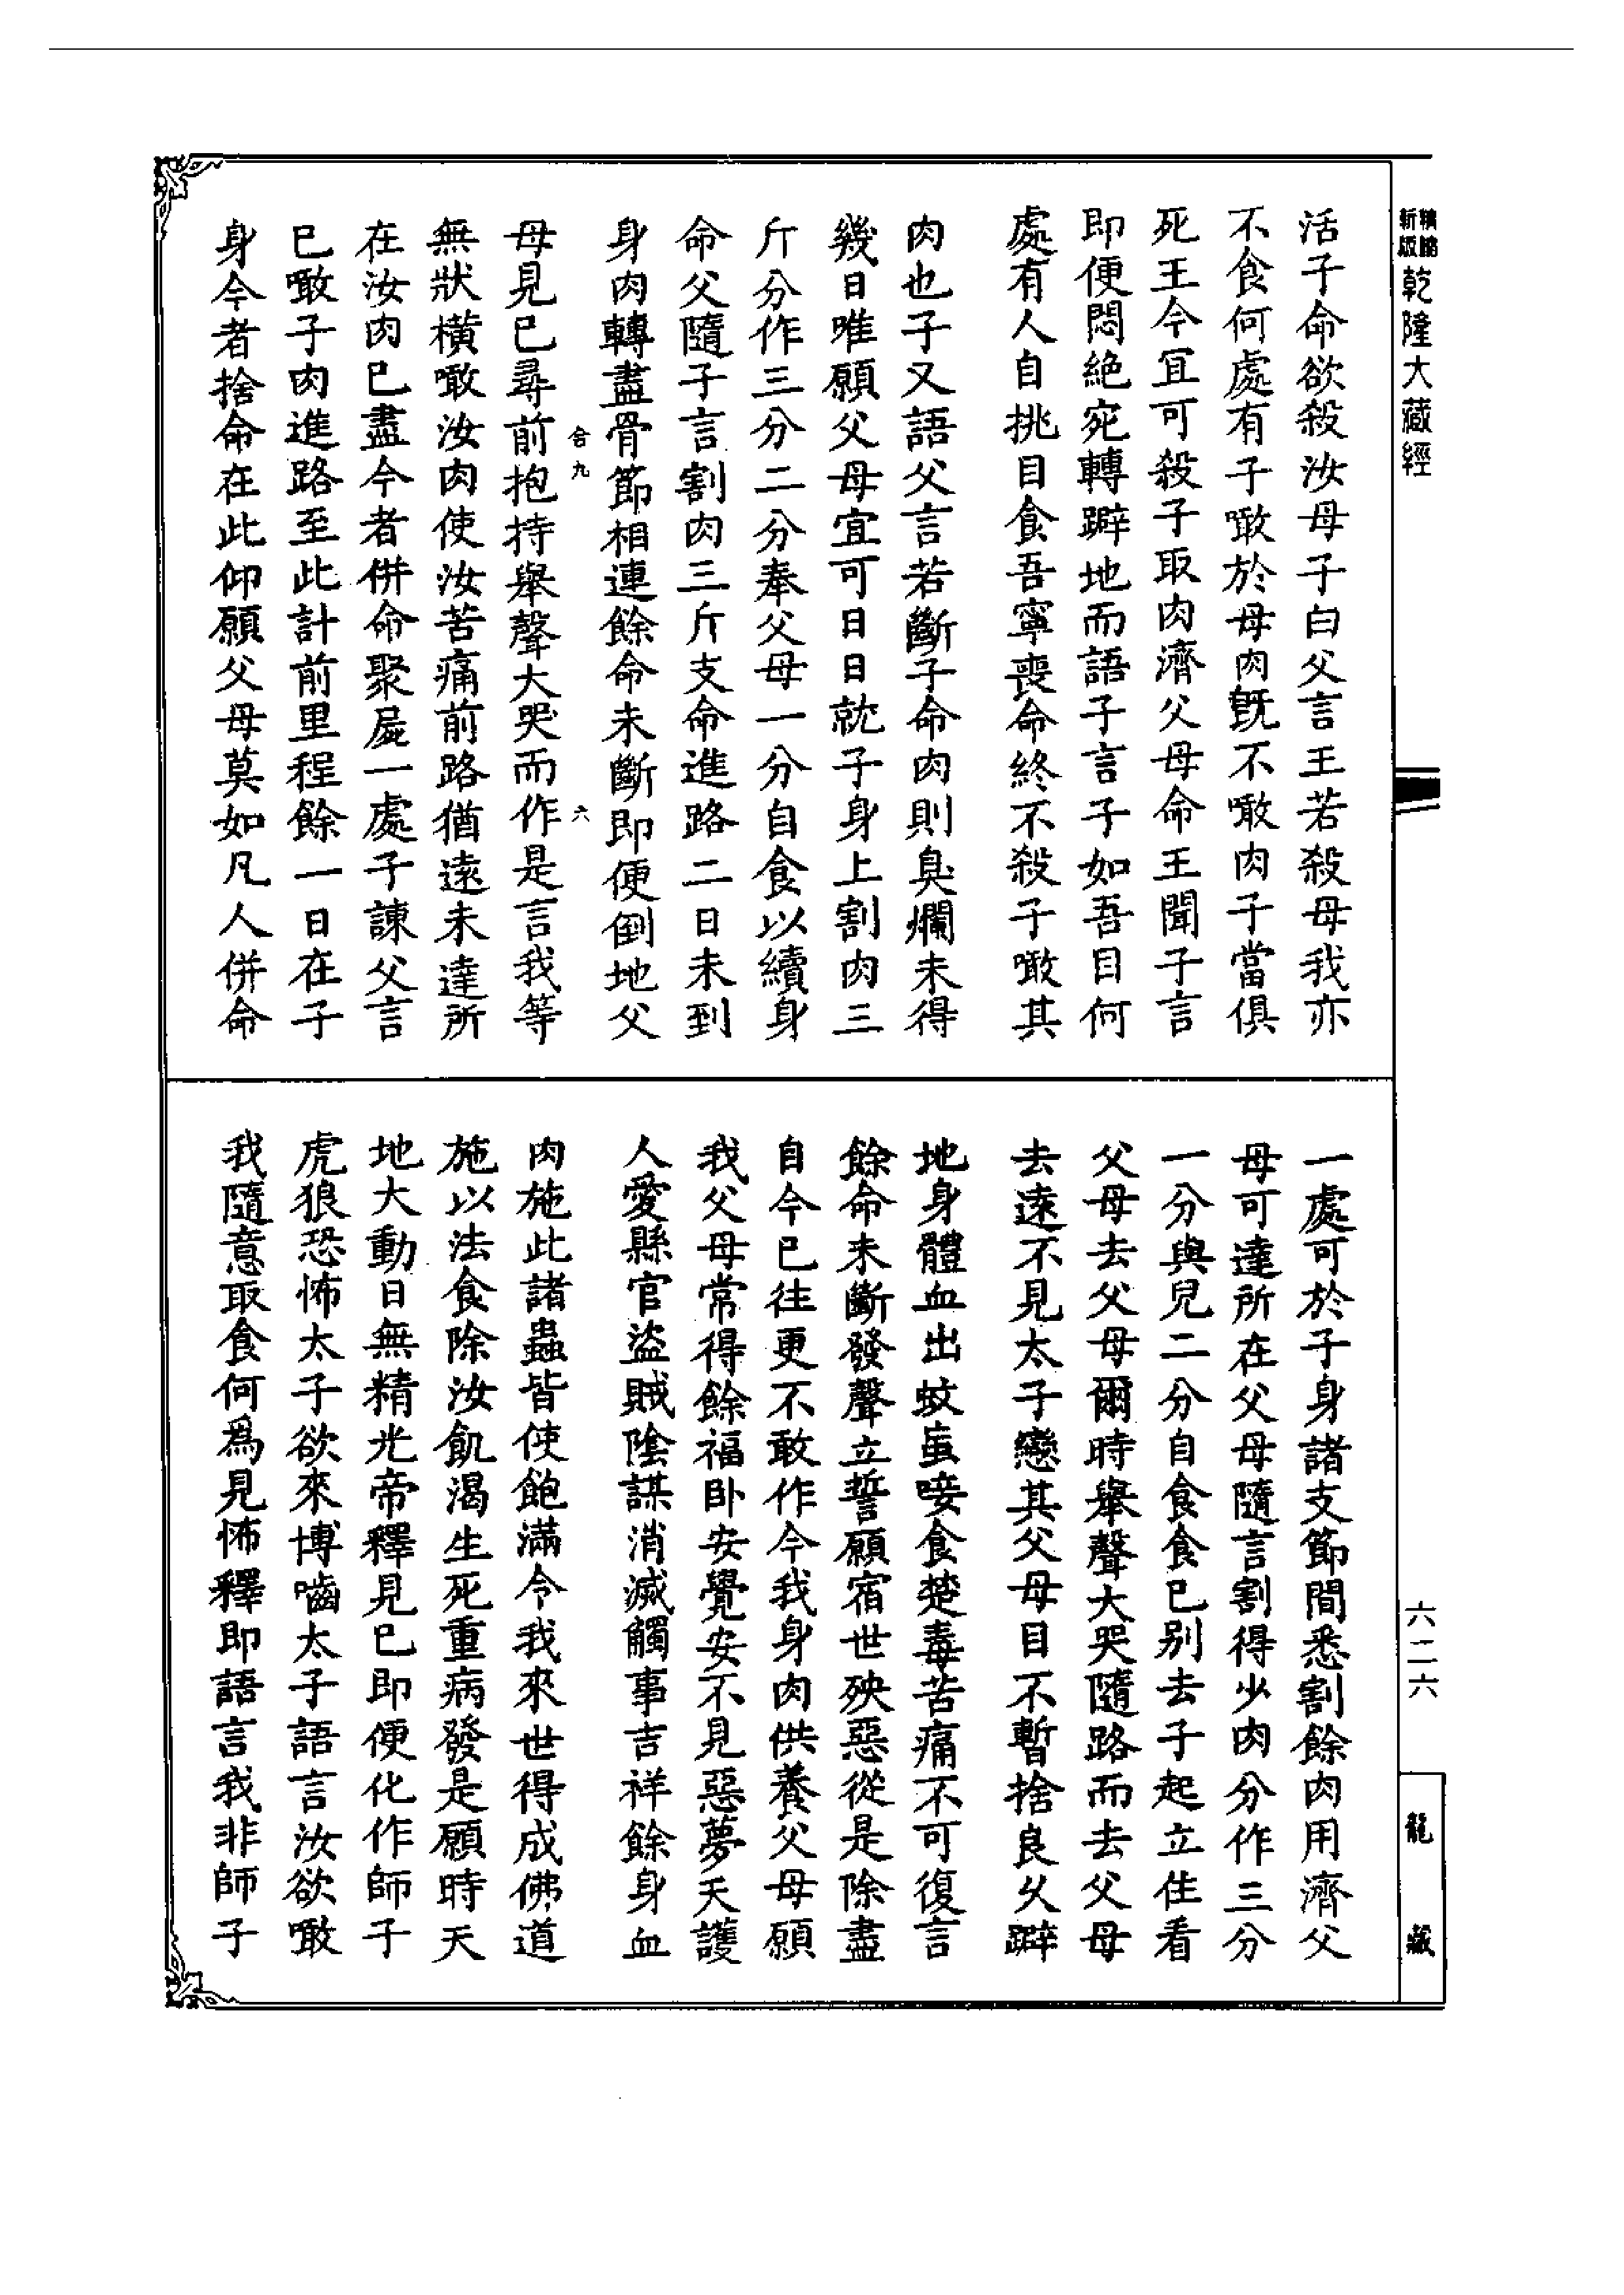 新版
精縮
乾隆大藏經
六二六
龍藏
活子命欲殺汝母子白父言王若殺母我亦
不食何處有子噉於母肉旣不噉肉子當俱
死王今冝可殺子取肉濟父母命王聞子言
即便悶絕宛轉躃地而語子言子如吾目何
處有人自挑目食吾寧喪命終不殺子噉其
肉也子又語父言若斷子命肉則臭爛未得
幾日唯願父母宜可日日就子身上割肉三
斤分作三分二分奉父母一分自食以續身
命父隨子言割肉三斤支命進路二日未到
身肉轉盡骨節相連餘命未斷即便倒地父
合九 六
母見已尋前抱持舉聲大哭而作是言我等
無狀橫噉汝肉使汝苦痛前路猶遠未達所
在汝肉已盡今者併命聚屍一處子諫父言
已噉子肉進路至此計前里程餘一日在子
身今者捨命在此仰願父母莫如凡人併命
一處可於子身諸支節間悉割餘肉用濟父
母可達所在父母隨言割得少肉分作三分
一分與兒二分自食食已别去子起立住看
父母去父母爾時舉聲大哭隨路而去父母
去遠不見太子戀其父母目不暫捨良久躃
地身體血出蚊虽唼食楚毒苦痛不可復言
餘命未斷發聲立誓願宿世殃惡從是除盡
自今已往更不敢作今我身肉供養父母願
我父母常得餘福卧安覺安不見惡夢天護
人愛縣官盜賊陰謀消滅觸事吉祥餘身血
肉施此諸蟲皆使飽滿令我來世得成佛道
施以法食除汝飢渴生死重病發是願時天
地大動日無精光帝釋見已即便化作師子
虎狼恐怖太子欲來博嚙太子語言汝欲噉
我隨意取食何爲見怖釋即語言我非師子